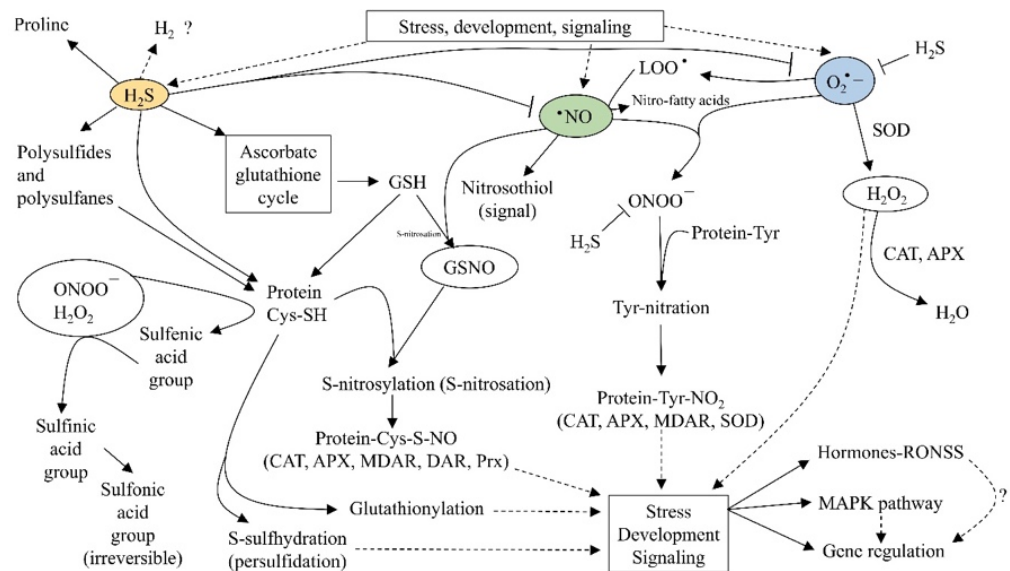 Proline
H₂ ?
Stress, development, signaling
H₂S
LOO•
O₂•−
H₂S
•NO
Nitro-fatty acids
SOD
Polysulfides
and
polysulfanes
Ascorbate
glutathione
cycle
GSH
Nitrosothiol
(signal)
ONOO−
H₂O₂
S-nitrosation
H₂S
Protein-Tyr
CAT, APX
GSNO
ONOO−
H₂O₂
Protein
Cys-SH
Tyr-nitration
H₂O
Sulfenic
acid
group
S-nitrosylation (S-nitrosation)
Protein-Tyr-NO₂
(CAT, APX, MDAR, SOD)
Sulfinic
acid
group
Protein-Cys-S-NO
(CAT, APX, MDAR, DAR, Prx)
Hormones-RONSS
?
Sulfonic
acid
group
(irreversible)
Glutathionylation
S-sulfhydration
(persulfidation)
Stress
Development
Signaling
MAPK pathway
Gene regulation